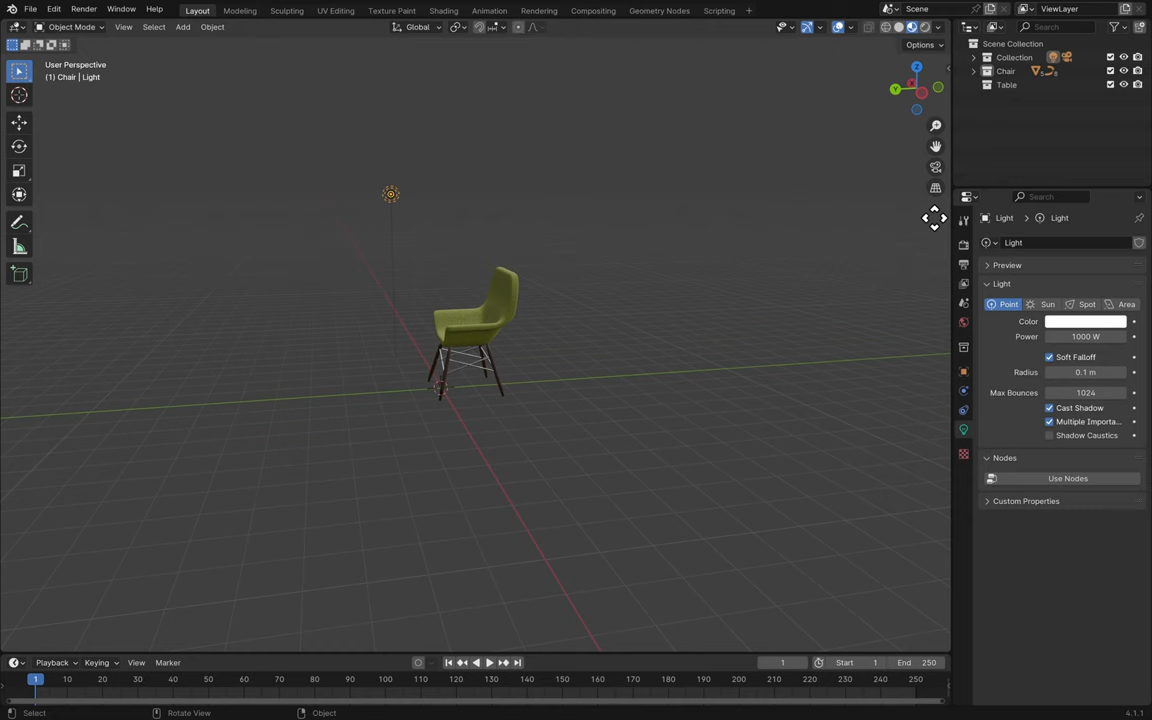 File Edit Render Window Help Layout Modeling Sculpting UV Editing Texture Paint Shading Animation Rendering Compositing Geometry Nodes Scripting + Scene ViewLayer
Object Mode View Select Add Object Global Search
Options
User Perspective
(1) Chair | Light
Z
Y
X
Scene Collection
Collection
Chair 5 8
Table
Search
Light > Light
Light
Preview
Light
Point Sun Spot Area
Color
Power 1000 W
Soft Falloff
Radius 0.1 m
Max Bounces 1024
Cast Shadow
Multiple Importa...
Shadow Caustics
Nodes
Use Nodes
Custom Properties
Playback Keying View Marker 1 Start 1 End 250
1 10 20 30 40 50 60 70 80 90 100 110 120 130 140 150 160 170 180 190 200 210 220 230 240 250
Select Rotate View Object 4.1.1